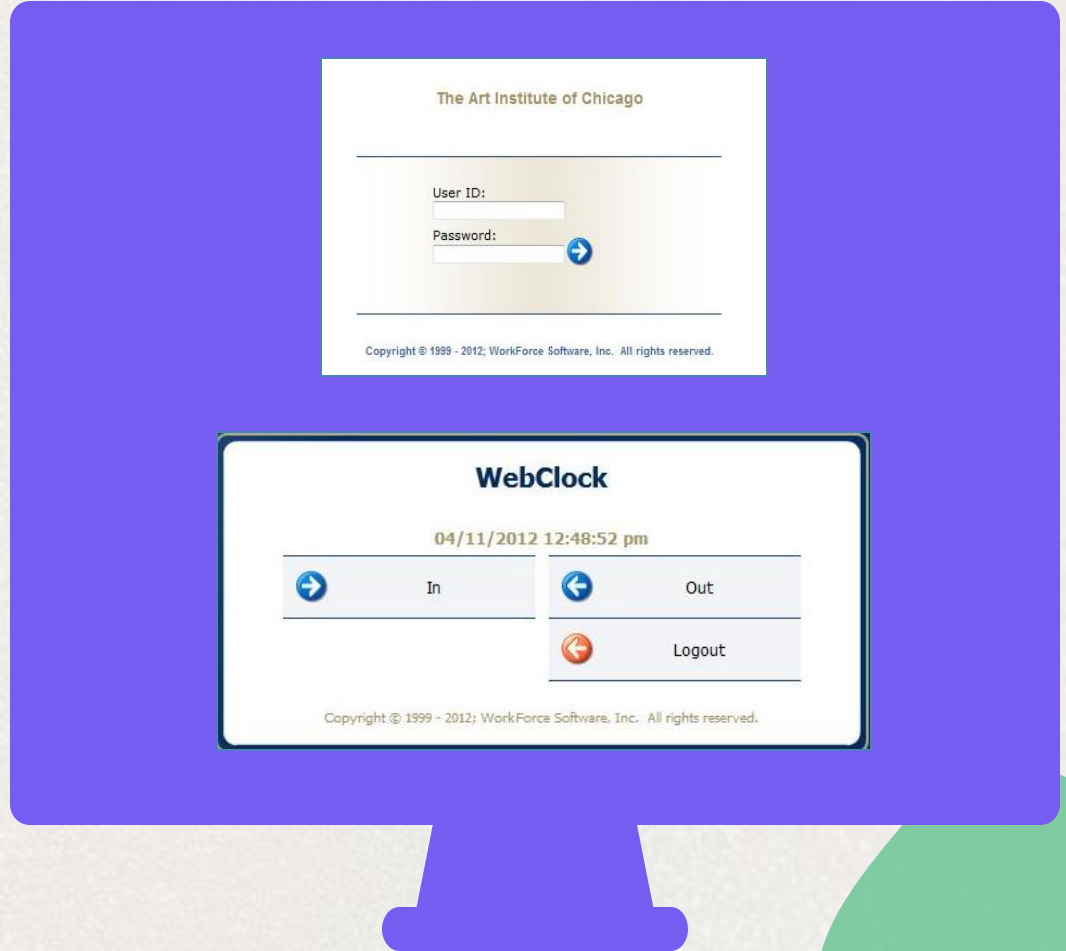 The Art Institute of Chicago
User ID:
Password:
Copyright © 1999 - 2012; WorkForce Software, Inc. All rights reserved.
WebClock
04/11/2012 12:48:52 pm
In
Out
Logout
Copyright © 1999 - 2012; WorkForce Software, Inc. All rights reserved.